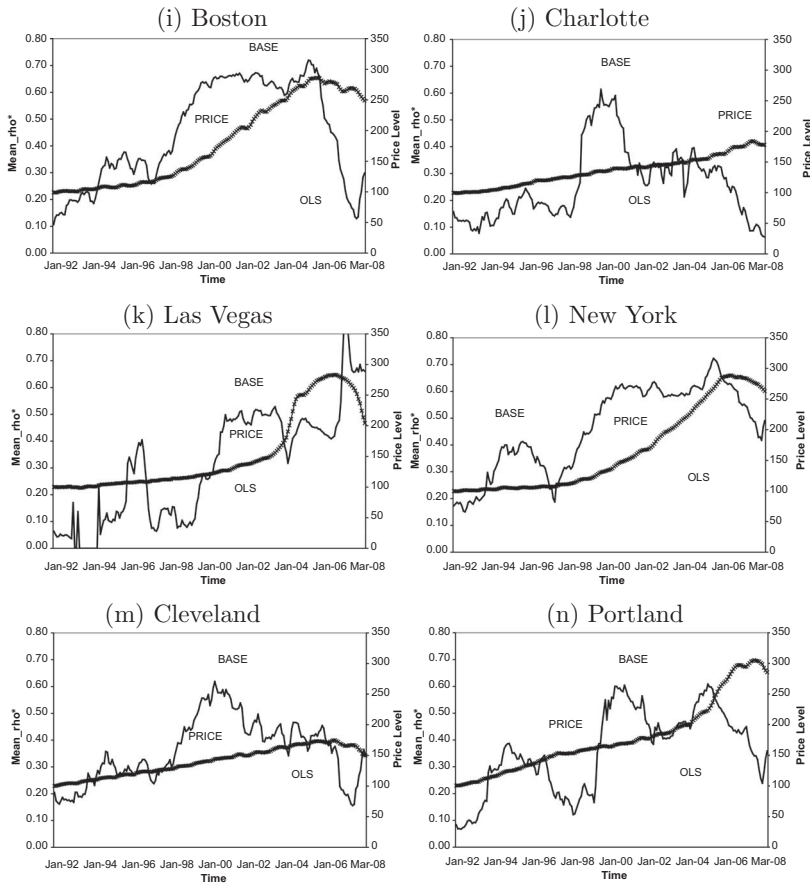 (i) Boston
(j) Charlotte
0.80
0.70
0.60
0.50
0.40
0.30
0.20
0.10
0.00
Mean_rho*
BASE
PRICE
OLS
350
300
250
200
150
100
50
0
Price Level
Jan-92 Jan-94 Jan-96 Jan-98 Jan-00 Jan-02 Jan-04 Jan-06 Mar-08
Time
0.80
0.70
0.60
0.50
0.40
0.30
0.20
0.10
0.00
Mean_rho*
BASE
PRICE
OLS
350
300
250
200
150
100
50
0
Price Level
Jan-92 Jan-94 Jan-96 Jan-98 Jan-00 Jan-02 Jan-04 Jan-06 Mar-08
Time
(k) Las Vegas
(l) New York
0.80
0.70
0.60
0.50
0.40
0.30
0.20
0.10
0.00
Mean_rho*
BASE
PRICE
OLS
350
300
250
200
150
100
50
0
Price Level
Jan-92 Jan-94 Jan-96 Jan-98 Jan-00 Jan-02 Jan-04 Jan-06 Mar-08
Time
0.80
0.70
0.60
0.50
0.40
0.30
0.20
0.10
0.00
Mean_rho*
BASE
PRICE
OLS
350
300
250
200
150
100
50
0
Price Level
Jan-92 Jan-94 Jan-96 Jan-98 Jan-00 Jan-02 Jan-04 Jan-06 Mar-08
Time
(m) Cleveland
(n) Portland
0.80
0.70
0.60
0.50
0.40
0.30
0.20
0.10
0.00
Mean_rho*
BASE
PRICE
OLS
350
300
250
200
150
100
50
0
Price Level
Jan-92 Jan-94 Jan-96 Jan-98 Jan-00 Jan-02 Jan-04 Jan-06 Mar-08
Time
0.80
0.70
0.60
0.50
0.40
0.30
0.20
0.10
0.00
Mean_rho*
BASE
PRICE
OLS
350
300
250
200
150
100
50
0
Price Level
Jan-92 Jan-94 Jan-96 Jan-98 Jan-00 Jan-02 Jan-04 Jan-06 Mar-08
Time